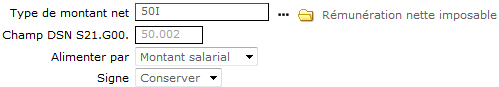 Type de montant net 50I ... Rémunération nette imposable
Champ DSN S21.G00. 50.002
Alimenter par Montant salarial
Signe Conserver